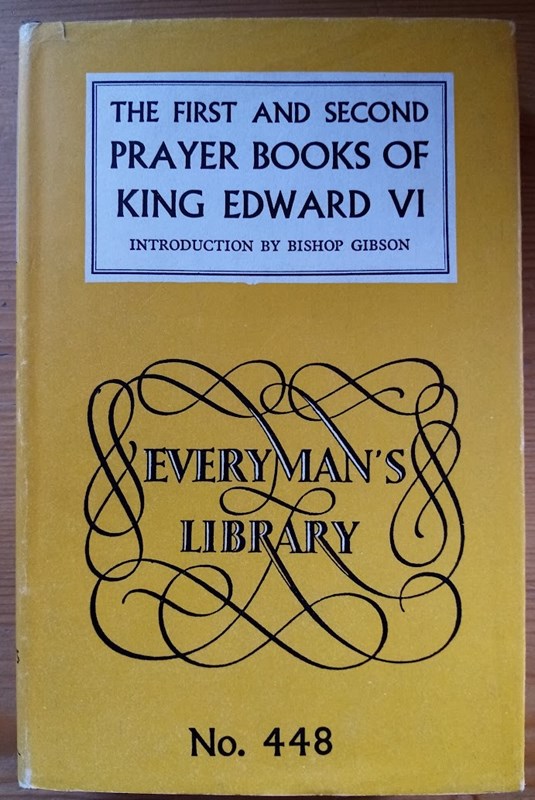 THE FIRST AND SECOND
PRAYER BOOKS OF
KING EDWARD VI
INTRODUCTION BY BISHOP GIBSON
EVERYMAN'S
LIBRARY
No. 448